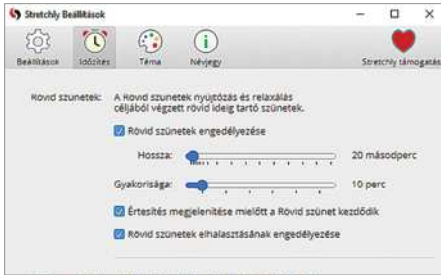 Stretchly Beállítások
Beállítások Időzítés Téma Névjegy Stretchly támogatás
Rövid szünetek: A Rövid szünetek nyújtózás és relaxálás
céljából végzett rövid ideig tartó szünetek.
Rövid szünetek engedélyezése
Hossza: 20 másodperc
Gyakorisága: 10 perc
Értesítés megjelenítése mielőtt a Rövid szünet kezdődik
Rövid szünetek elhalasztásának engedélyezése